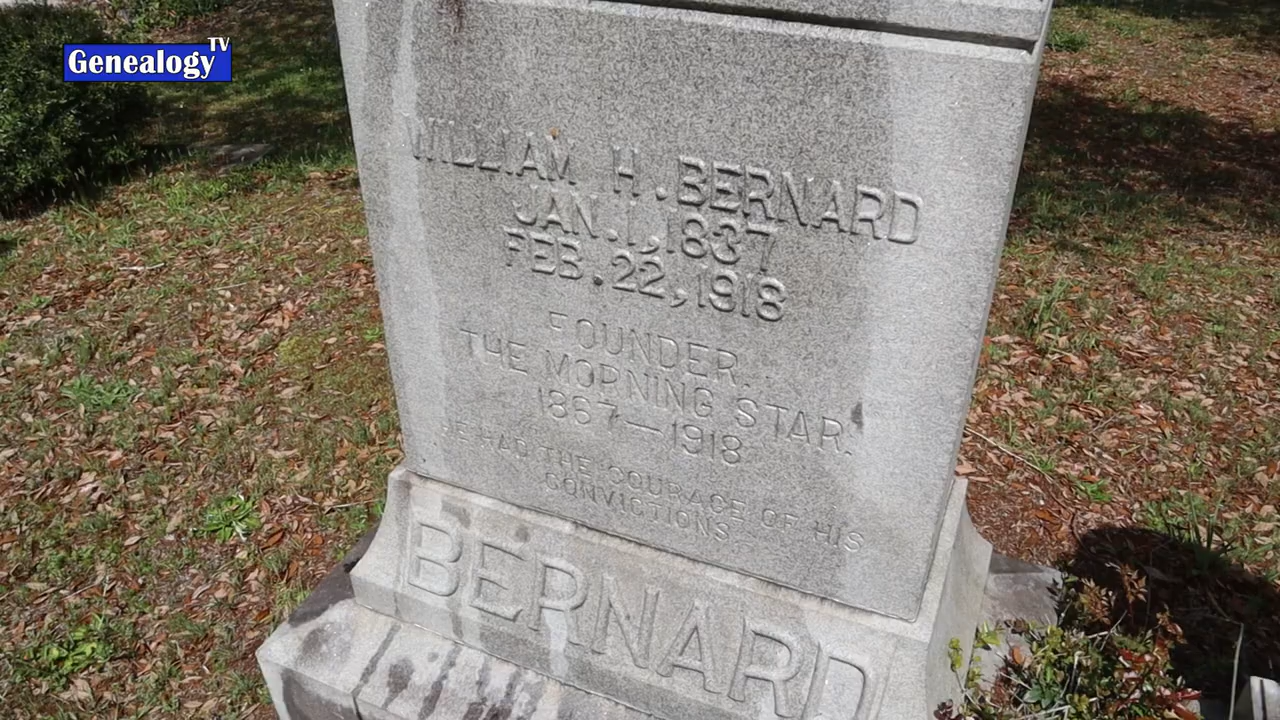 Genealogy TV
WILLIAM H. BERNARD
JAN. 1, 1837
FEB. 22, 1918
FOUNDER
THE MORNING STAR.
1867—1918
HE HAD THE COURAGE OF HIS
CONVICTIONS
BERNARD